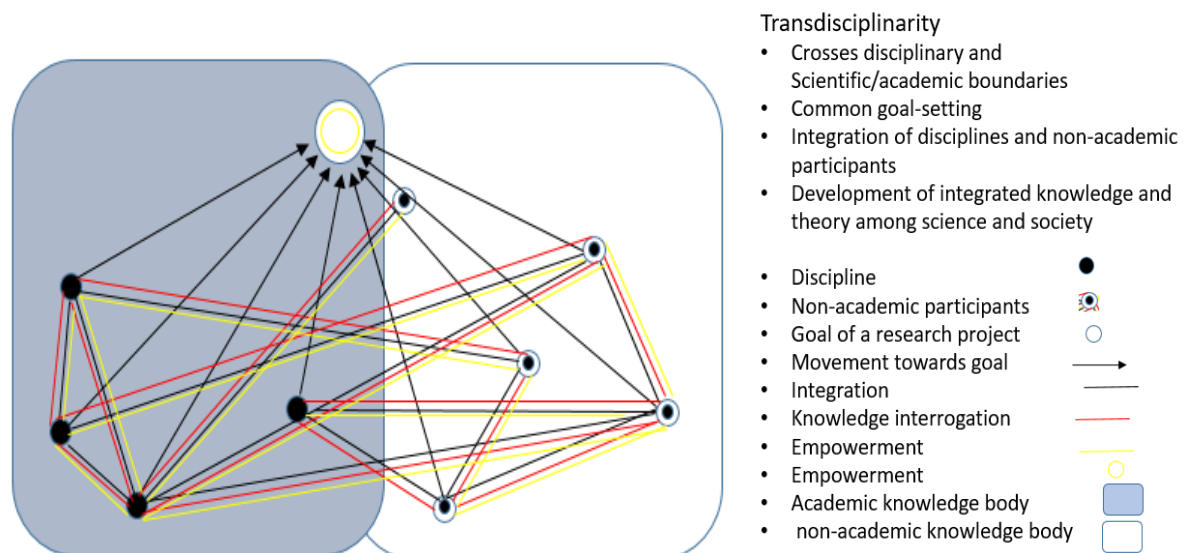 Transdisciplinarity
• Crosses disciplinary and
Scientific/academic boundaries
• Common goal-setting
• Integration of disciplines and non-academic
participants
• Development of integrated knowledge and
theory among science and society
• Discipline
• Non-academic participants
• Goal of a research project
• Movement towards goal
• Integration
• Knowledge interrogation
• Empowerment
• Empowerment
• Academic knowledge body
• non-academic knowledge body